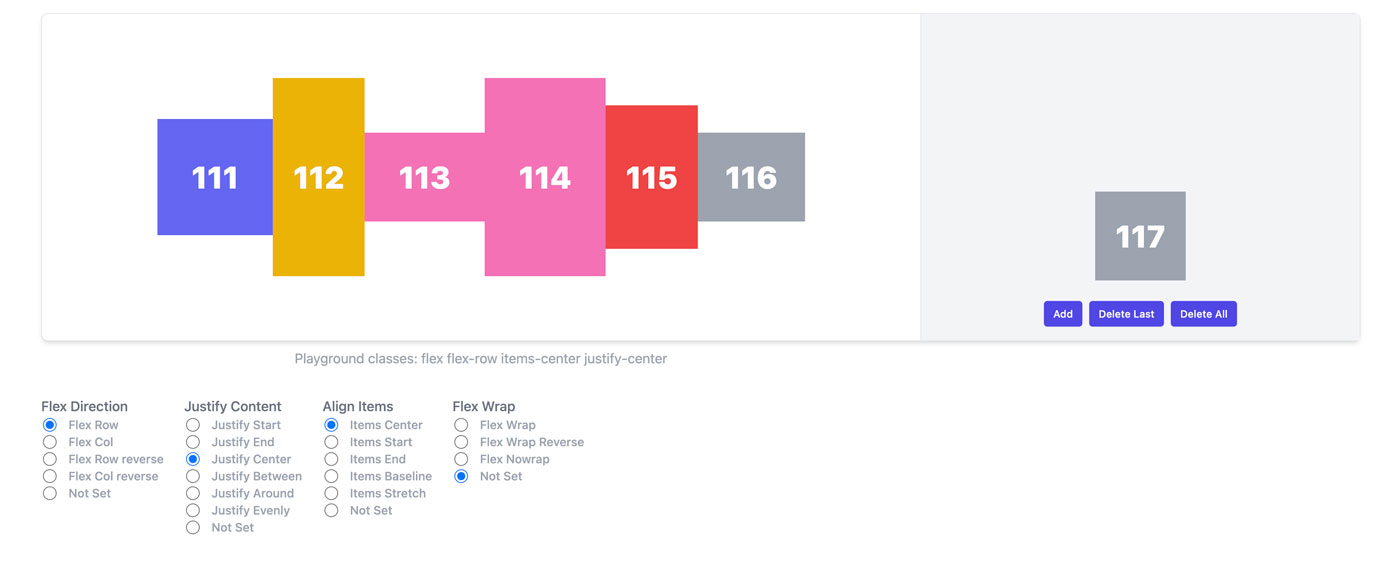 111 112 113 114 115 116
117
Add Delete Last Delete All
Playground classes: flex flex-row items-center justify-center
Flex Direction
Flex Row
Flex Col
Flex Row reverse
Flex Col reverse
Not Set
Justify Content
Justify Start
Justify End
Justify Center
Justify Between
Justify Around
Justify Evenly
Not Set
Align Items
Items Center
Items Start
Items End
Items Baseline
Items Stretch
Not Set
Flex Wrap
Flex Wrap
Flex Wrap Reverse
Flex Nowrap
Not Set